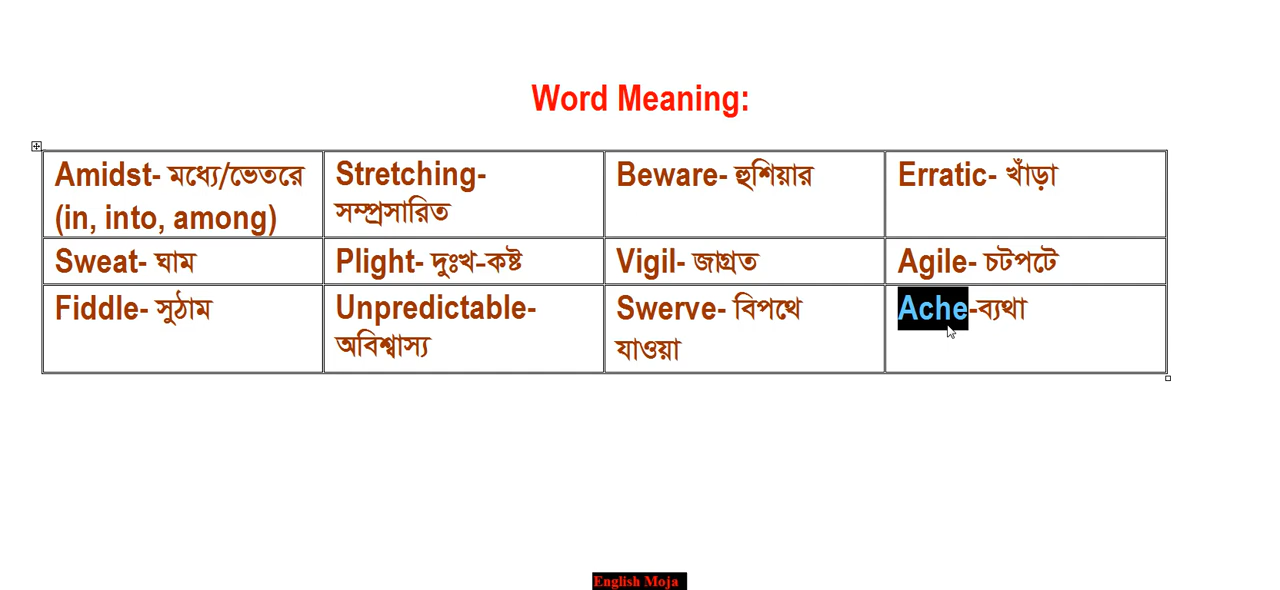 Word Meaning:
Amidst- মধ্যে/ভেতরে
(in, into, among)
Stretching-
সম্প্রসারিত
Beware- হুশিয়ার
Erratic- খাঁড়া
Sweat- ঘাম
Plight- দুঃখ-কষ্ট
Vigil- জাগ্রত
Agile- চটপটে
Fiddle- সুঠাম
Unpredictable-
অবিশ্বাস্য
Swerve- বিপথে
যাওয়া
Ache-ব্যথা
English Moja